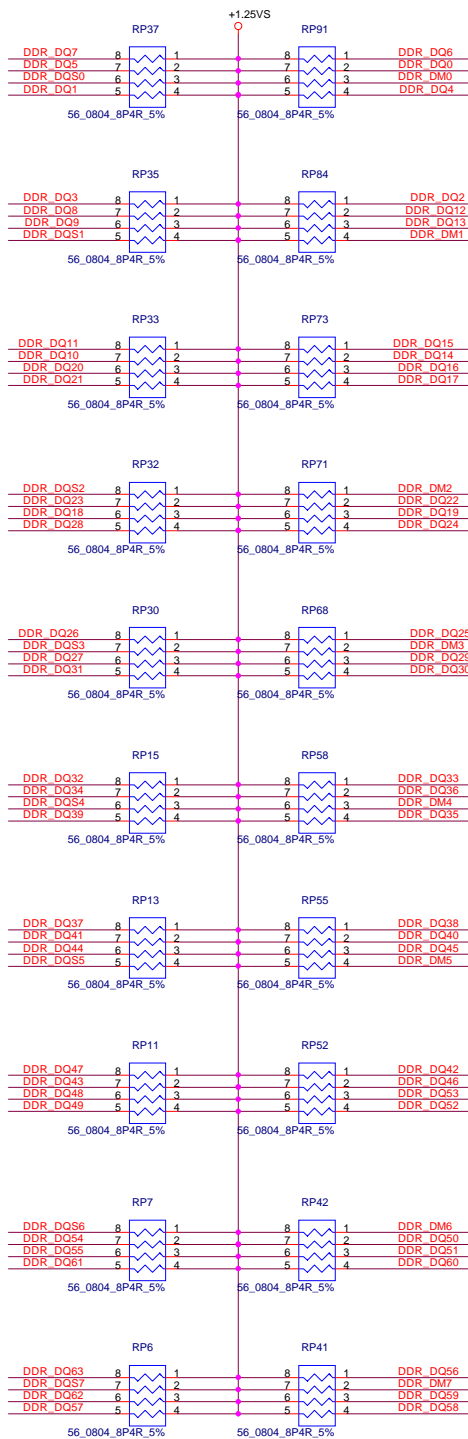 +1.25VS
RP37 RP91
DDR_DQ7 8 1 8 1 DDR_DQ6
DDR_DQ5 7 2 7 2 DDR_DQ0
DDR_DQS0 6 3 6 3 DDR_DM0
DDR_DQ1 5 4 5 4 DDR_DQ4
56_0804_8P4R_5% 56_0804_8P4R_5%
RP35 RP84
DDR_DQ3 8 1 8 1 DDR_DQ2
DDR_DQ8 7 2 7 2 DDR_DQ12
DDR_DQ9 6 3 6 3 DDR_DQ13
DDR_DQS1 5 4 5 4 DDR_DM1
56_0804_8P4R_5% 56_0804_8P4R_5%
RP33 RP73
DDR_DQ11 8 1 8 1 DDR_DQ15
DDR_DQ10 7 2 7 2 DDR_DQ14
DDR_DQ20 6 3 6 3 DDR_DQ16
DDR_DQ21 5 4 5 4 DDR_DQ17
56_0804_8P4R_5% 56_0804_8P4R_5%
RP32 RP71
DDR_DQS2 8 1 8 1 DDR_DM2
DDR_DQ23 7 2 7 2 DDR_DQ22
DDR_DQ18 6 3 6 3 DDR_DQ19
DDR_DQ28 5 4 5 4 DDR_DQ24
56_0804_8P4R_5% 56_0804_8P4R_5%
RP30 RP68
DDR_DQ26 8 1 8 1 DDR_DQ25
DDR_DQS3 7 2 7 2 DDR_DM3
DDR_DQ27 6 3 6 3 DDR_DQ29
DDR_DQ31 5 4 5 4 DDR_DQ30
56_0804_8P4R_5% 56_0804_8P4R_5%
RP15 RP58
DDR_DQ32 8 1 8 1 DDR_DQ33
DDR_DQ34 7 2 7 2 DDR_DQ36
DDR_DQS4 6 3 6 3 DDR_DM4
DDR_DQ39 5 4 5 4 DDR_DQ35
56_0804_8P4R_5% 56_0804_8P4R_5%
RP13 RP55
DDR_DQ37 8 1 8 1 DDR_DQ38
DDR_DQ41 7 2 7 2 DDR_DQ40
DDR_DQ44 6 3 6 3 DDR_DQ45
DDR_DQS5 5 4 5 4 DDR_DM5
56_0804_8P4R_5% 56_0804_8P4R_5%
RP11 RP52
DDR_DQ47 8 1 8 1 DDR_DQ42
DDR_DQ43 7 2 7 2 DDR_DQ46
DDR_DQ48 6 3 6 3 DDR_DQ53
DDR_DQ49 5 4 5 4 DDR_DQ52
56_0804_8P4R_5% 56_0804_8P4R_5%
RP7 RP42
DDR_DQS6 8 1 8 1 DDR_DM6
DDR_DQ54 7 2 7 2 DDR_DQ50
DDR_DQ55 6 3 6 3 DDR_DQ51
DDR_DQ61 5 4 5 4 DDR_DQ60
56_0804_8P4R_5% 56_0804_8P4R_5%
RP6 RP41
DDR_DQ63 8 1 8 1 DDR_DQ56
DDR_DQS7 7 2 7 2 DDR_DM7
DDR_DQ62 6 3 6 3 DDR_DQ59
DDR_DQ57 5 4 5 4 DDR_DQ58
56_0804_8P4R_5% 56_0804_8P4R_5%